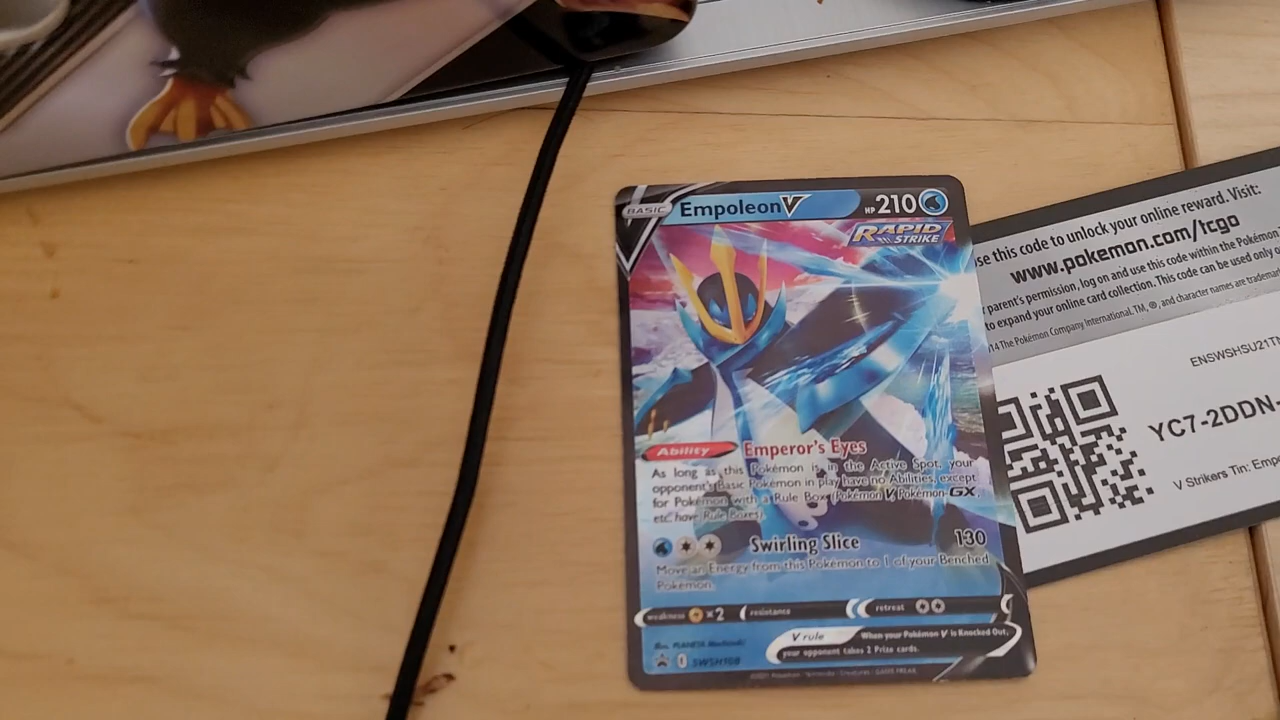 BASIC
Empoleon V
HP 210
RAPID
STRIKE
Ability Emperor's Eyes
As long as this Pokémon is in the Active Spot, your
opponent's Basic Pokémon in play have no Abilities, except
for Pokémon with a Rule Box (Pokémon V, Pokémon-GX,
etc. have Rule Boxes).
Swirling Slice 130
Move an Energy from this Pokémon to 1 of your Benched
Pokémon.
weakness ×2 resistance retreat
V rule When your Pokémon V is Knocked Out,
your opponent takes 2 Prize cards.
Illus. PLANETA Mochizuki
SWSH108
©2021 Pokémon / Nintendo / Creatures / GAME FREAK
se this code to unlock your online reward. Visit:
www.pokemon.com/tcgo
parent's permission, log on and use this code within the Pokémon
to expand your online card collection. This code can be used only
14 The Pokémon Company International. TM, ®, and character names are
ENSWSHSU21
YC7-2DDN-
V Strikers Tin: Empo